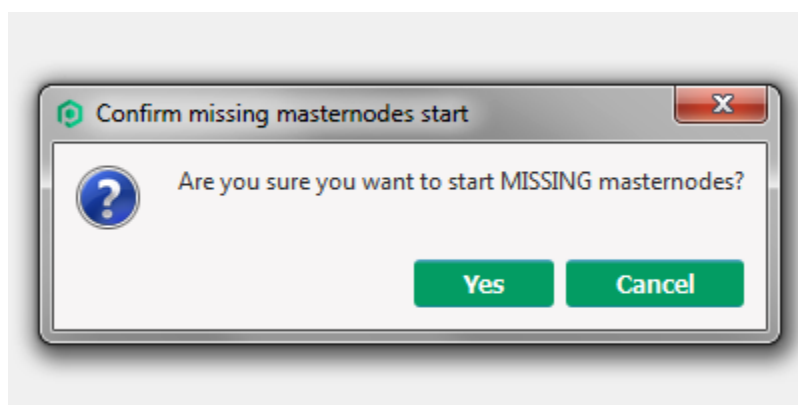 Confirm missing masternodes start
Are you sure you want to start MISSING masternodes?
Yes
Cancel